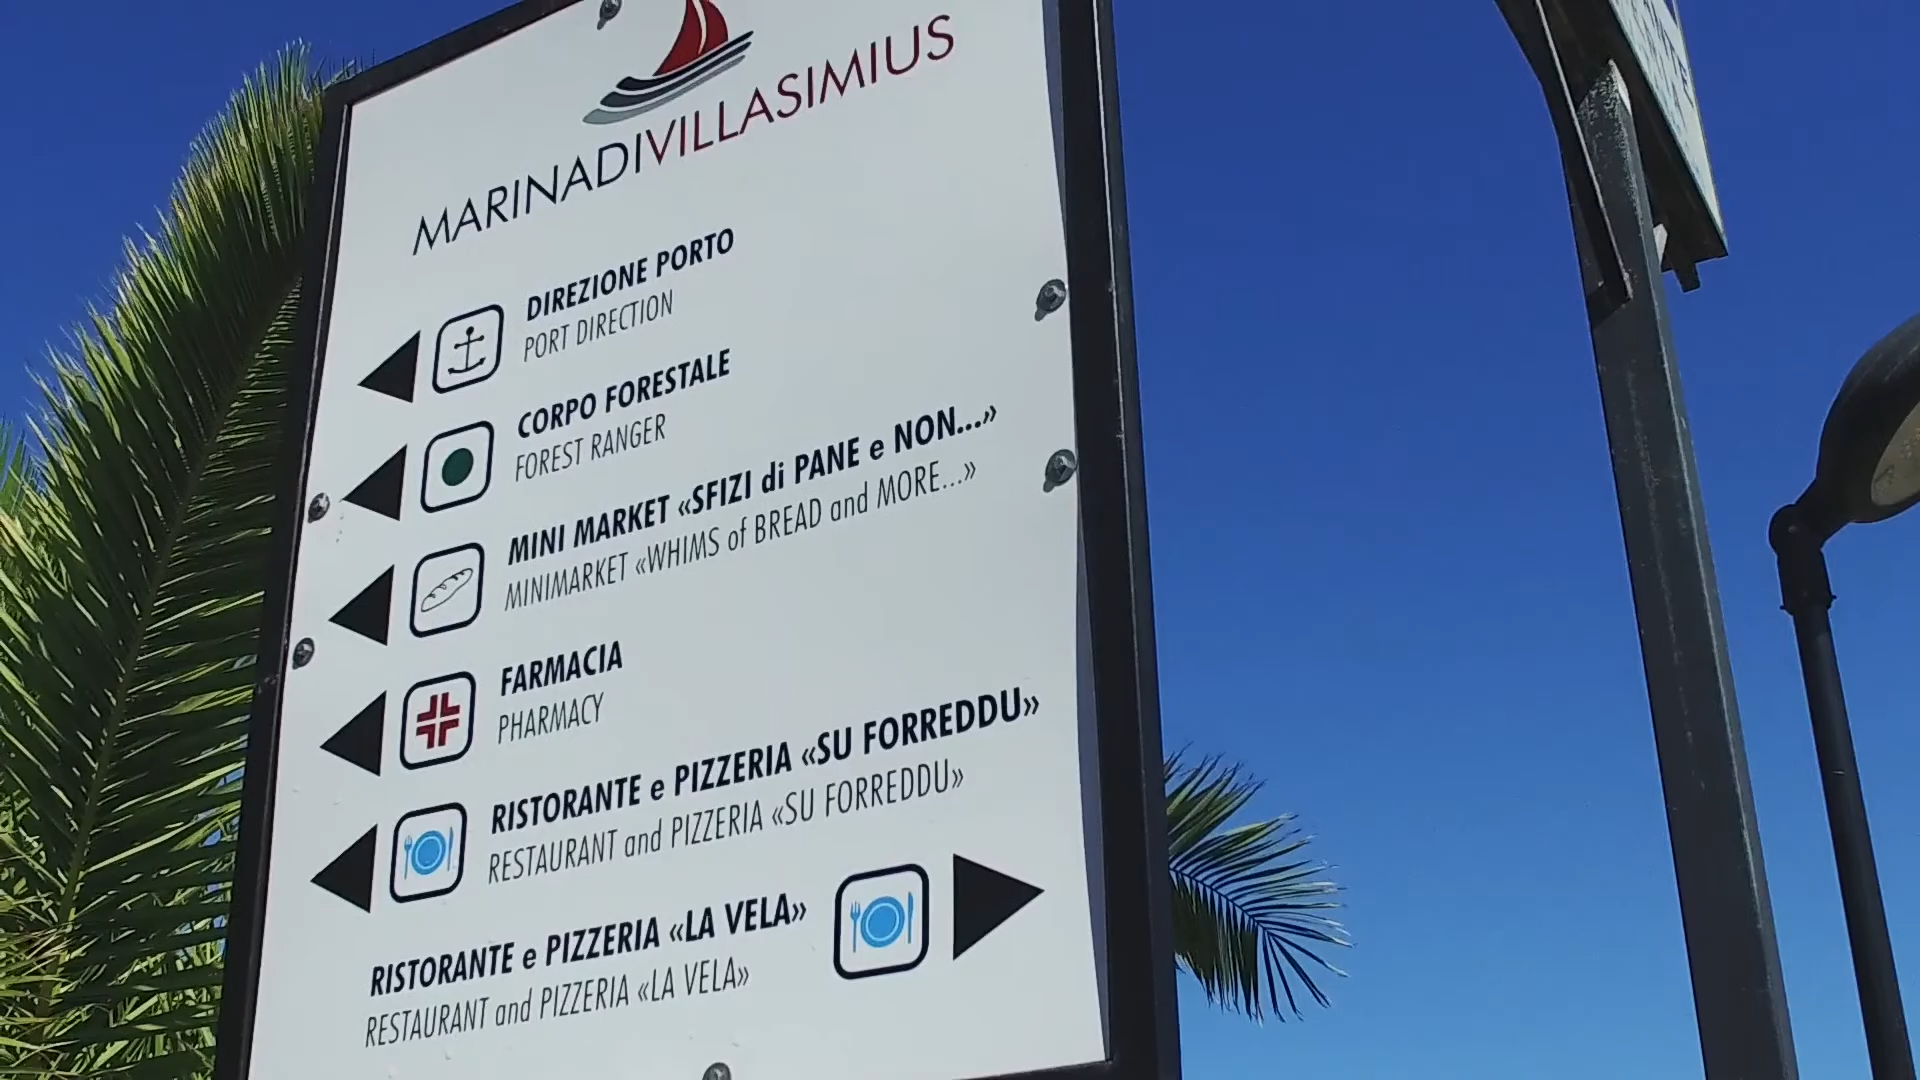 MARINADIVILLASIMIUS
DIREZIONE PORTO
PORT DIRECTION
CORPO FORESTALE
FOREST RANGER
MINI MARKET «SFIZI di PANE e NON...»
MINIMARKET «WHIMS of BREAD and MORE...»
FARMACIA
PHARMACY
RISTORANTE e PIZZERIA «SU FORREDDU»
RESTAURANT and PIZZERIA «SU FORREDDU»
RISTORANTE e PIZZERIA «LA VELA»
RESTAURANT and PIZZERIA «LA VELA»